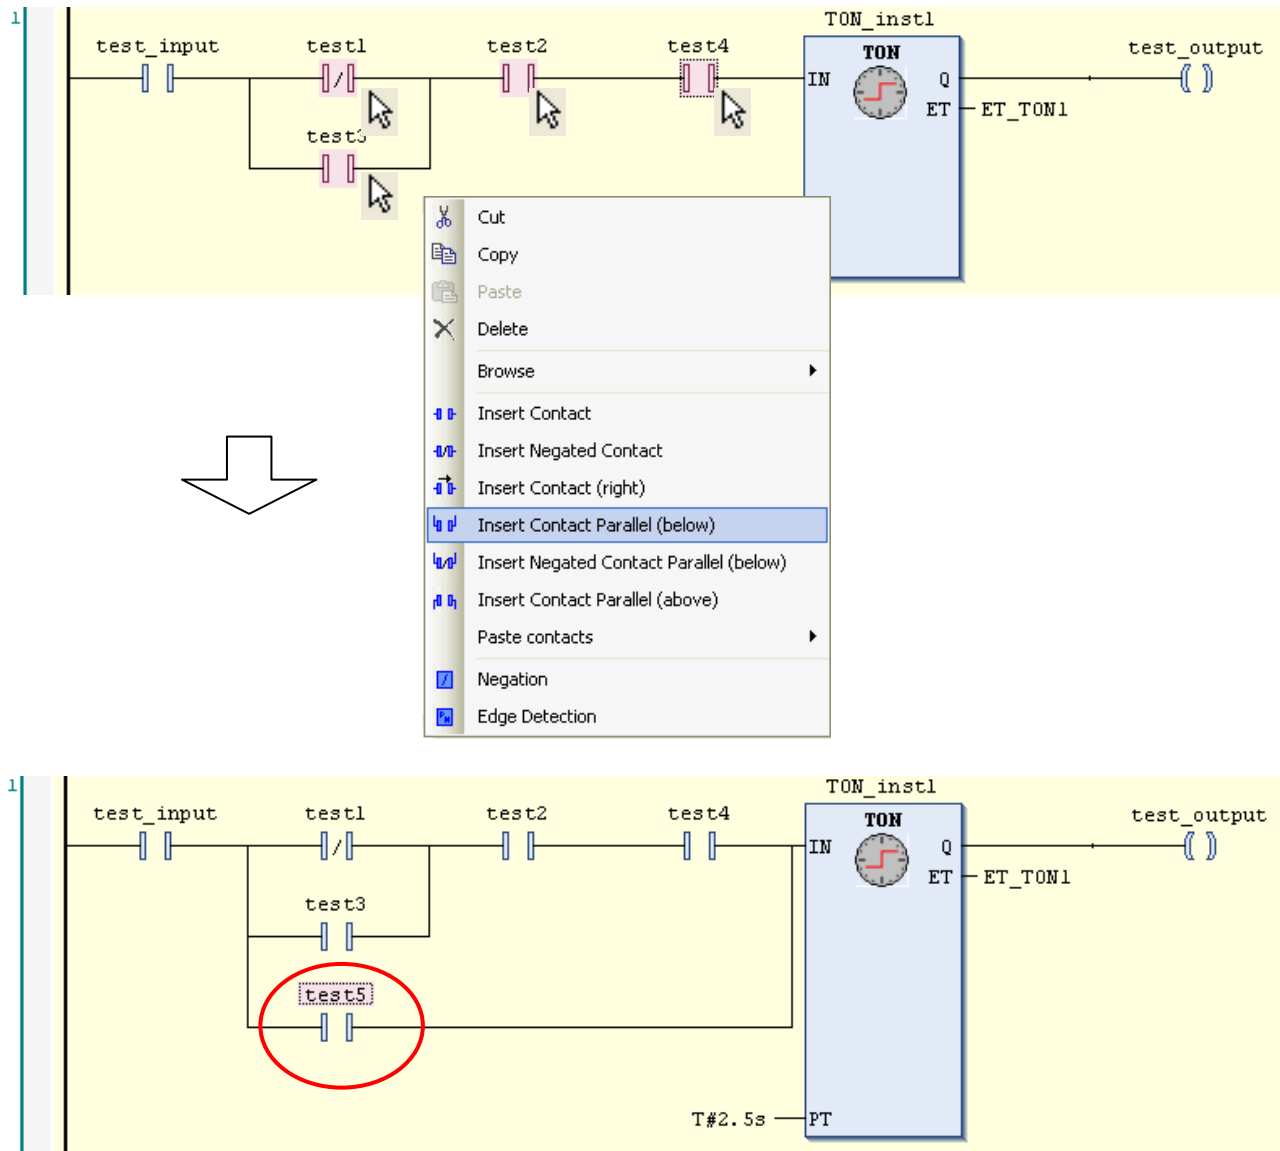 1
TON_inst1
test_input test1 test2 test4 TON test_output
IN Q
ET ET_TON1
test3
Cut
Copy
Paste
Delete
Browse
Insert Contact
Insert Negated Contact
Insert Contact (right)
Insert Contact Parallel (below)
Insert Negated Contact Parallel (below)
Insert Contact Parallel (above)
Paste contacts
Negation
Edge Detection
1
TON_inst1
test_input test1 test2 test4 TON test_output
IN Q
ET ET_TON1
test3
test5
T#2.5s PT